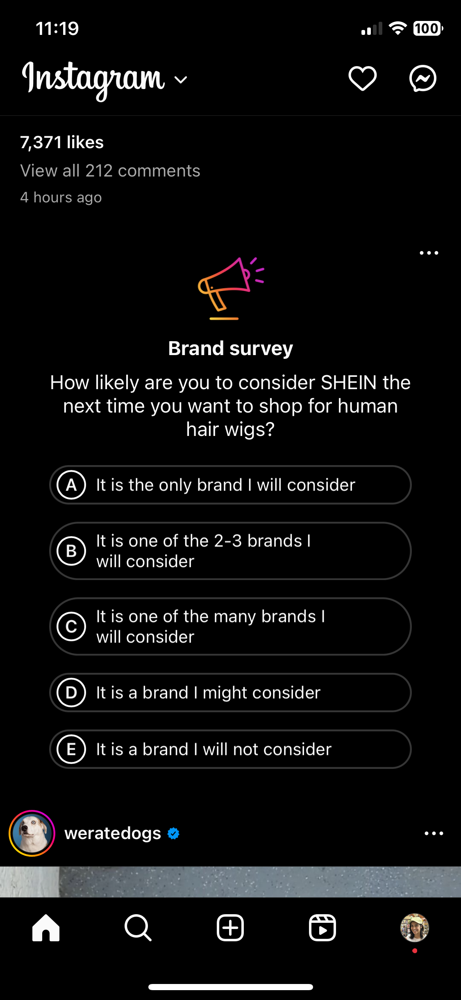 11:19
100
Instagram
7,371 likes
View all 212 comments
4 hours ago
Brand survey
How likely are you to consider SHEIN the
next time you want to shop for human
hair wigs?
A It is the only brand I will consider
B It is one of the 2-3 brands I
will consider
C It is one of the many brands I
will consider
D It is a brand I might consider
E It is a brand I will not consider
weratedogs